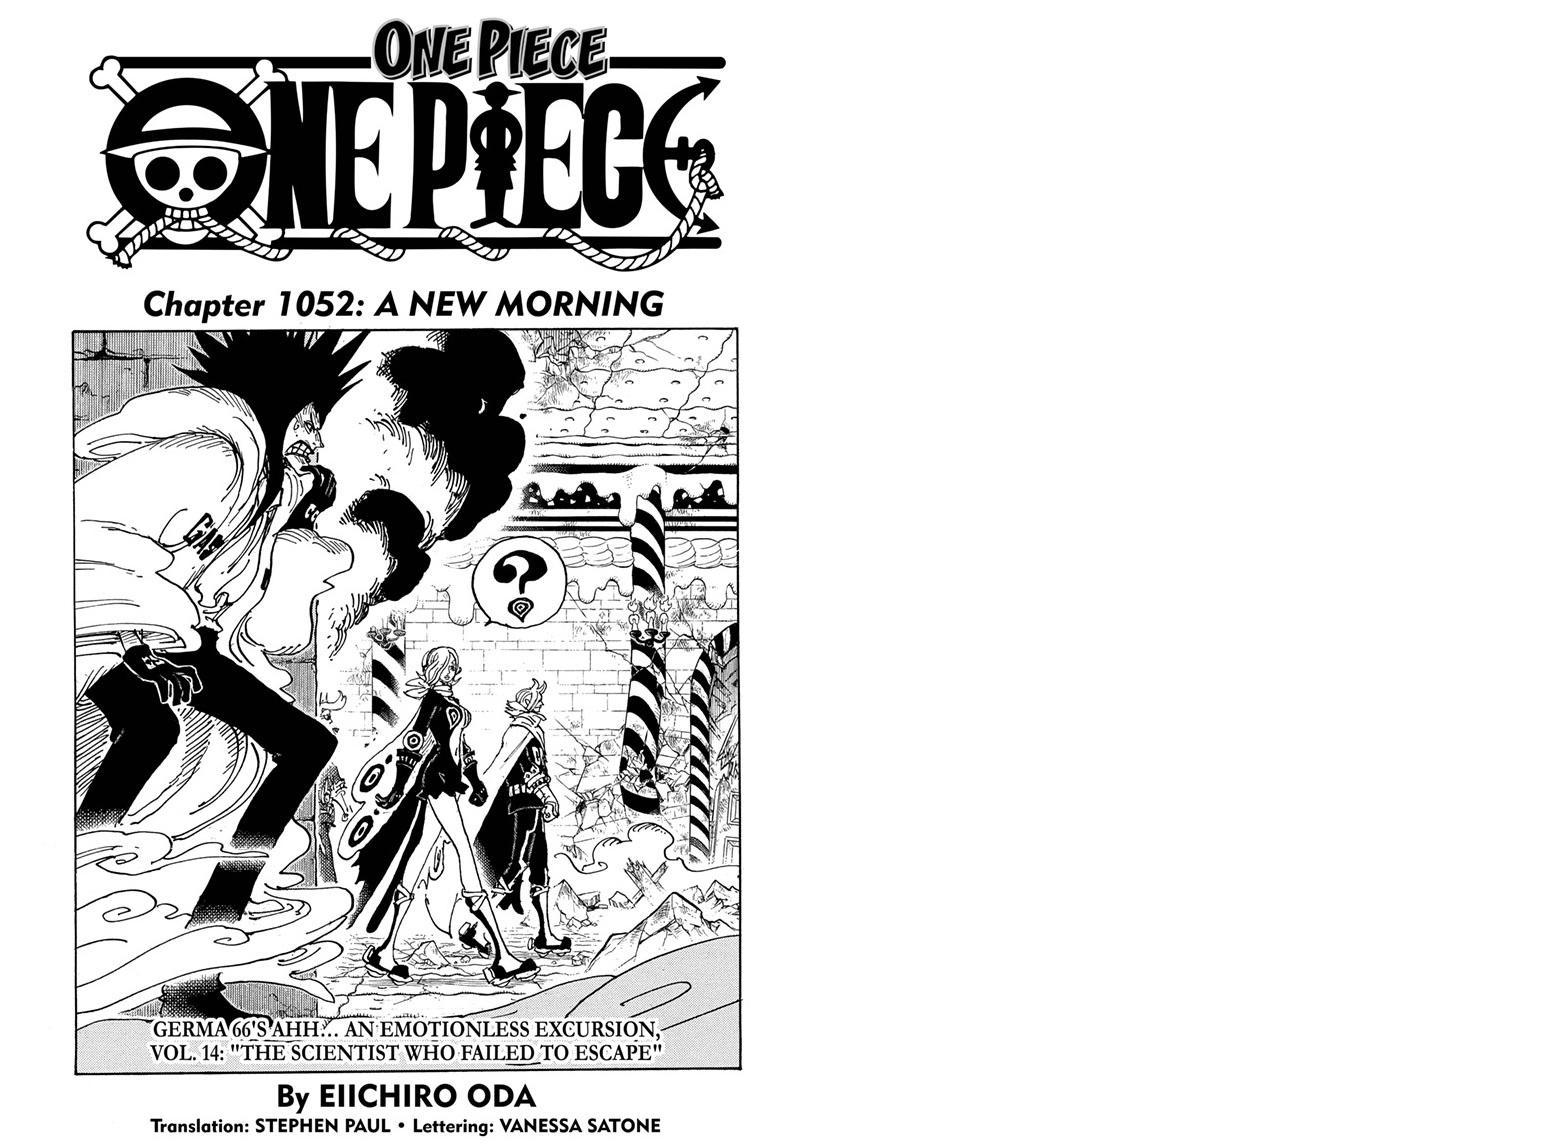 ONE PIECE
ONE PIECE
Chapter 1052: A NEW MORNING
?
GERMA 66'S AHH... AN EMOTIONLESS EXCURSION,
VOL. 14: "THE SCIENTIST WHO FAILED TO ESCAPE"
By EIICHIRO ODA
Translation: STEPHEN PAUL • Lettering: VANESSA SATONE